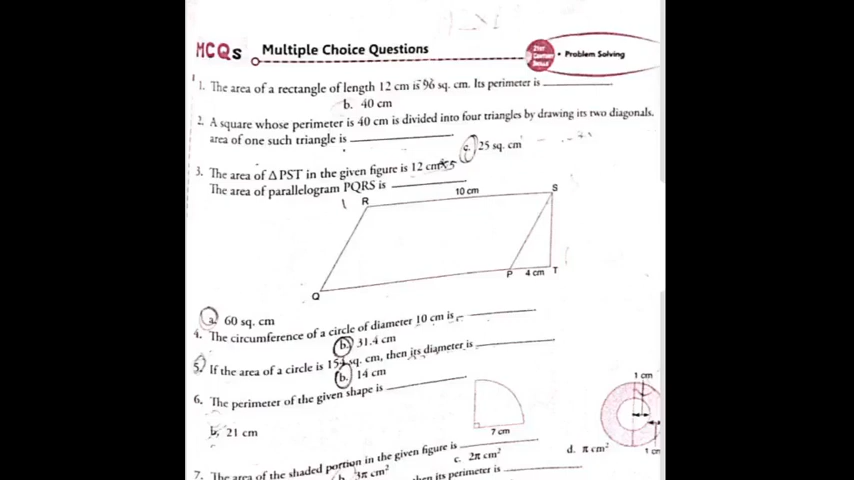 MCQs Multiple Choice Questions • Problem Solving
1. The area of a rectangle of length 12 cm is 96 sq. cm. Its perimeter is
b. 40 cm
2. A square whose perimeter is 40 cm is divided into four triangles by drawing its two diagonals.
area of one such triangle is
c. 25 sq. cm
3. The area of ΔPST in the given figure is 12 cm
The area of parallelogram PQRS is
R 10 cm S
Q P 4 cm T
a. 60 sq. cm
4. The circumference of a circle of diameter 10 cm is
b. 31.4 cm
5. If the area of a circle is 154 sq. cm, then its diameter is
b. 14 cm
6. The perimeter of the given shape is
1 cm
b. 21 cm
7 cm
1 cm
7. The area of the shaded portion in the given figure is
b. 3π cm² c. 2π cm² d. π cm²
then its perimeter is